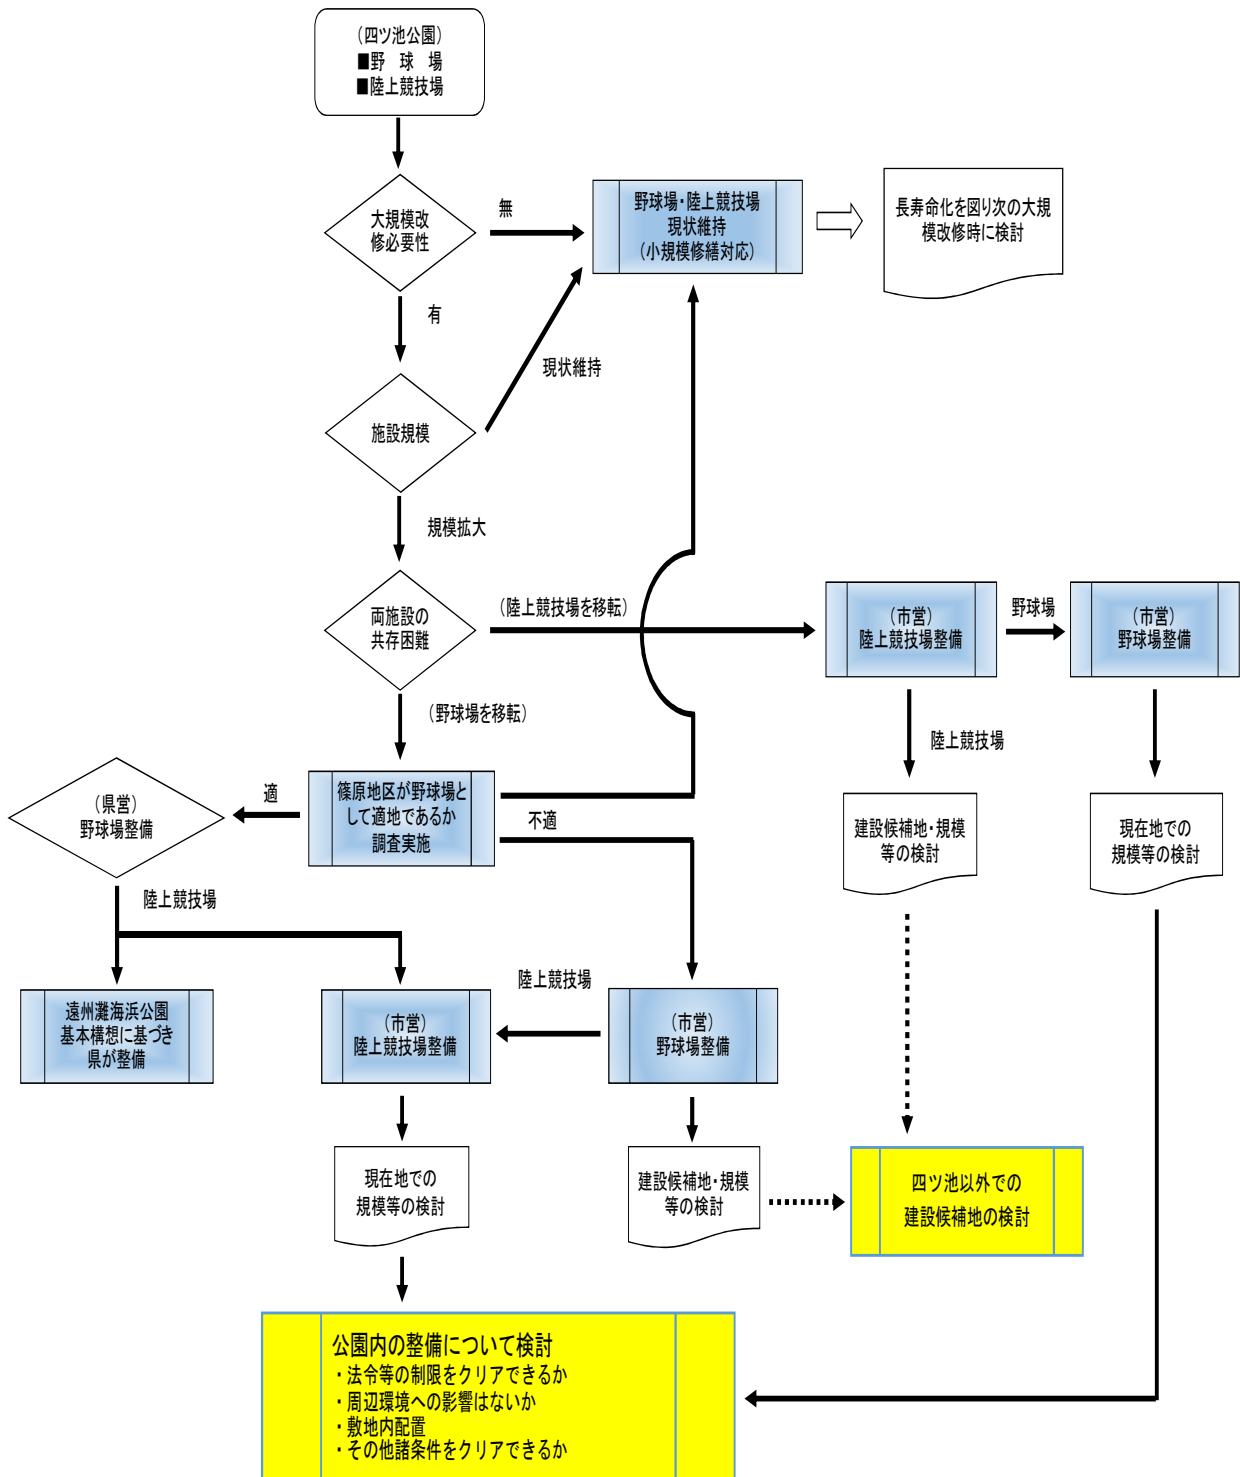 （四ツ池公園）
■野　球　場
■陸上競技場
大規模改
修必要性
無
野球場・陸上競技場
現状維持
（小規模修繕対応）
長寿命化を図り次の大規
模改修時に検討
有
現状維持
施設規模
規模拡大
両施設の
共存困難
（陸上競技場を移転）
（市営）
陸上競技場整備
野球場
（市営）
野球場整備
（野球場を移転）
陸上競技場
（県営）
野球場整備
適
篠原地区が野球場と
して適地であるか
調査実施
不適
建設候補地・規模
等の検討
現在地での
規模等の検討
陸上競技場
遠州灘海浜公園
基本構想に基づき
県が整備
（市営）
陸上競技場整備
陸上競技場
（市営）
野球場整備
現在地での
規模等の検討
建設候補地・規模
等の検討
四ツ池以外での
建設候補地の検討
公園内の整備について検討
・法令等の制限をクリアできるか
・周辺環境への影響はないか
・敷地内配置
・その他諸条件をクリアできるか